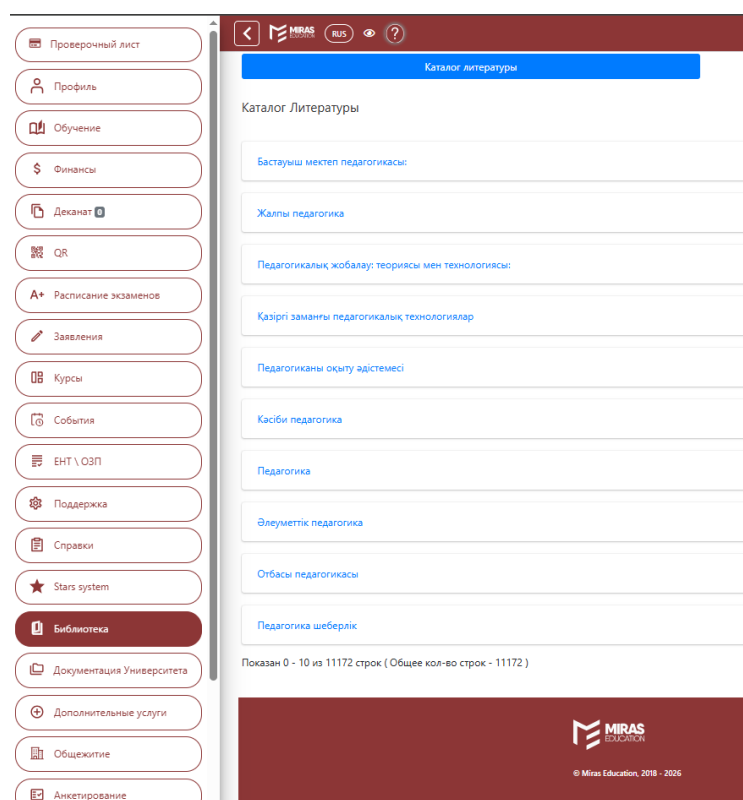 Проверочный лист
Профиль
Обучение
$ Финансы
Деканат 0
QR
A+ Расписание экзаменов
Заявления
Курсы
События
ЕНТ \ ОЗП
Поддержка
Справки
Stars system
Библиотека
Документация Университета
Дополнительные услуги
Общежитие
Анкетирование
MIRAS EDUCATION RUS ?
Каталог литературы
Каталог Литературы
Бастауыш мектеп педагогикасы:
Жалпы педагогика
Педагогикалық жобалау: теориясы мен технологиясы:
Қазіргі заманғы педагогикалық технологиялар
Педагогиканы оқыту әдістемесі
Кәсіби педагогика
Педагогика
Әлеуметтік педагогика
Отбасы педагогикасы
Педагогика шеберлік
Показан 0 - 10 из 11172 строк ( Общее кол-во строк - 11172 )
MIRAS
EDUCATION
© Miras Education, 2018 - 2026